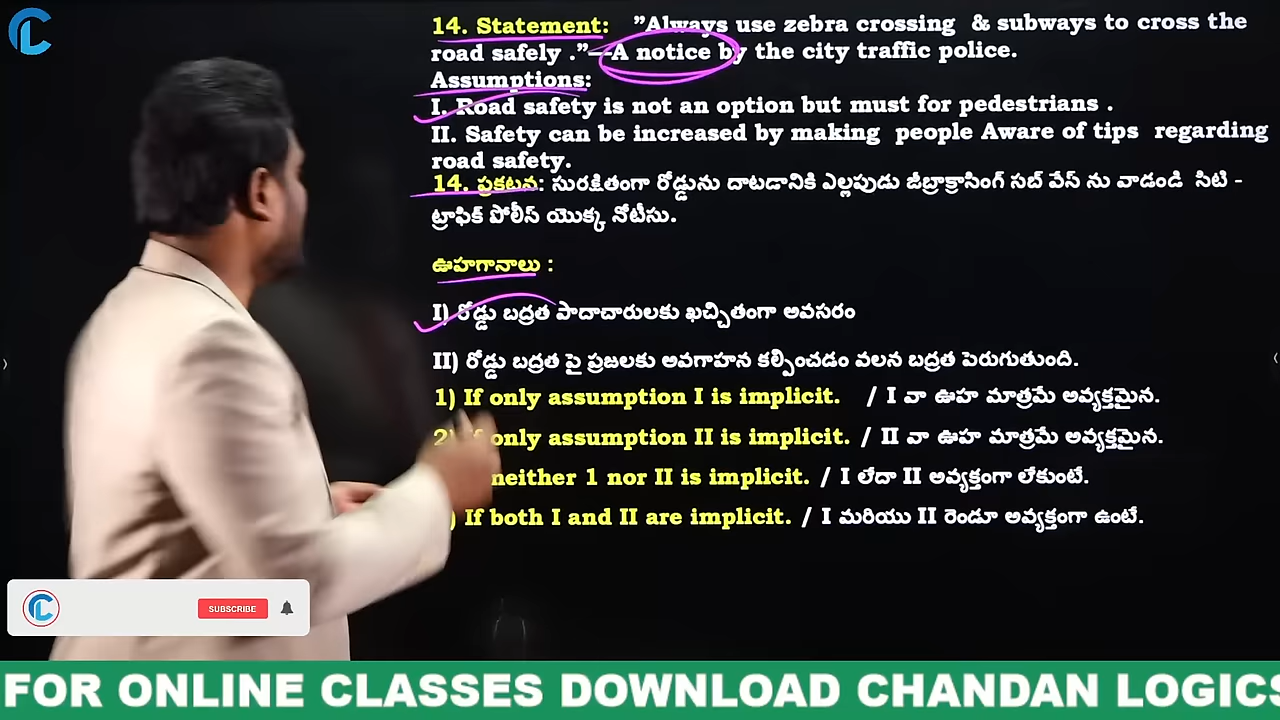 14. Statement: ”Always use zebra crossing & subways to cross the
road safely .”—A notice by the city traffic police.
Assumptions:
I. Road safety is not an option but must for pedestrians .
II. Safety can be increased by making people Aware of tips regarding
road safety.
14. ప్రకటన: సురక్షితంగా రోడ్డును దాటడానికి ఎల్లపుడు జీబ్రాక్రాసింగ్ సబ్ వేస్ ను వాడండి సిటి -
ట్రాఫిక్ పోలీస్ యొక్క నోటీసు.
ఊహగానాలు :
I) రోడ్డు బద్రత పాదాచారులకు ఖచ్చితంగా అవసరం
II) రోడ్డు బద్రత పై ప్రజలకు అవగాహన కల్పించడం వలన బద్రత పెరుగుతుంది.
1) If only assumption I is implicit. / I వా ఊహ మాత్రమే అవ్యక్తమైన.
2) If only assumption II is implicit. / II వా ఊహ మాత్రమే అవ్యక్తమైన.
neither 1 nor II is implicit. / I లేదా II అవ్యక్తంగా లేకుంటే.
) If both I and II are implicit. / I మరియు II రెండూ అవ్యక్తంగా ఉంటే.
SUBSCRIBE
FOR ONLINE CLASSES DOWNLOAD CHANDAN LOGICS